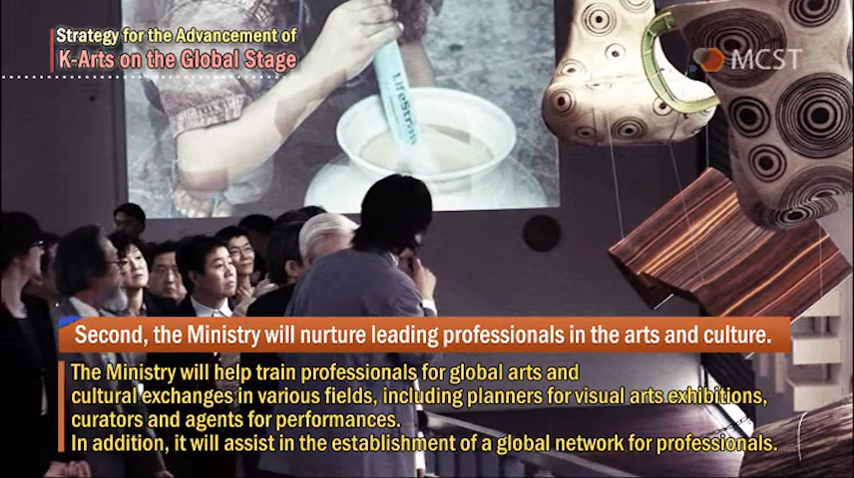 Strategy for the Advancement of
K-Arts on the Global Stage
MCST
LifeStraw
Second, the Ministry will nurture leading professionals in the arts and culture.
The Ministry will help train professionals for global arts and
cultural exchanges in various fields, including planners for visual arts exhibitions,
curators and agents for performances.
In addition, it will assist in the establishment of a global network for professionals.